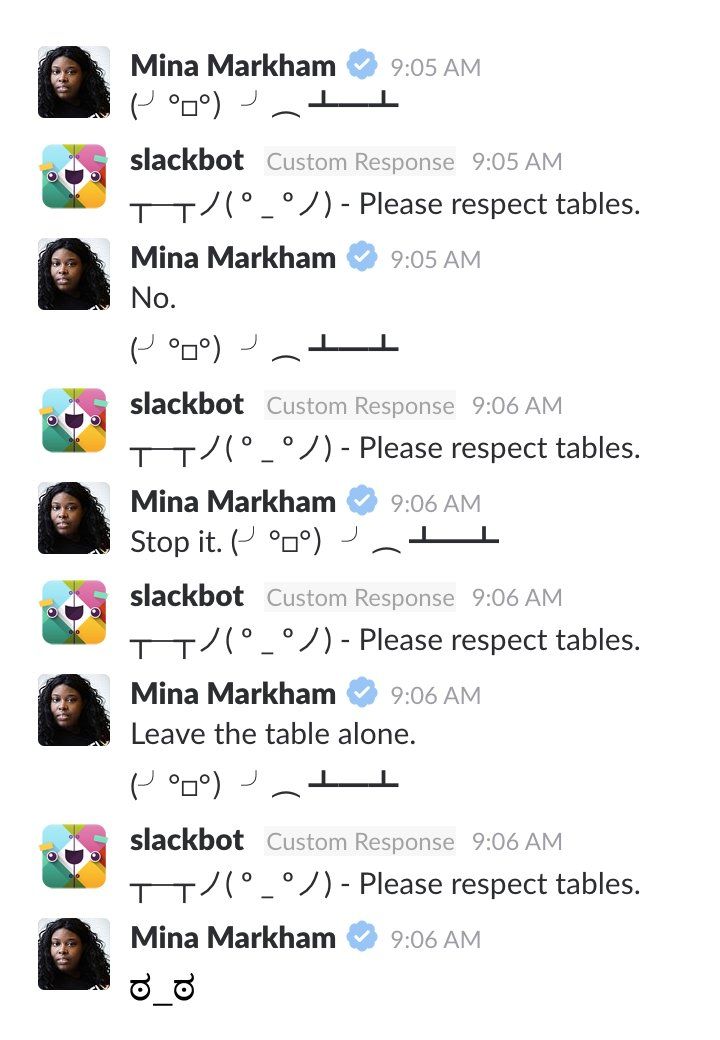 Mina Markham 9:05 AM
(╯°□°）╯︵ ┻━┻
slackbot Custom Response 9:05 AM
┬─┬ノ( º _ ºノ) - Please respect tables.
Mina Markham 9:05 AM
No.
(╯°□°）╯︵ ┻━┻
slackbot Custom Response 9:06 AM
┬─┬ノ( º _ ºノ) - Please respect tables.
Mina Markham 9:06 AM
Stop it. (╯°□°）╯︵ ┻━┻
slackbot Custom Response 9:06 AM
┬─┬ノ( º _ ºノ) - Please respect tables.
Mina Markham 9:06 AM
Leave the table alone.
(╯°□°）╯︵ ┻━┻
slackbot Custom Response 9:06 AM
┬─┬ノ( º _ ºノ) - Please respect tables.
Mina Markham 9:06 AM
ಠ_ಠ